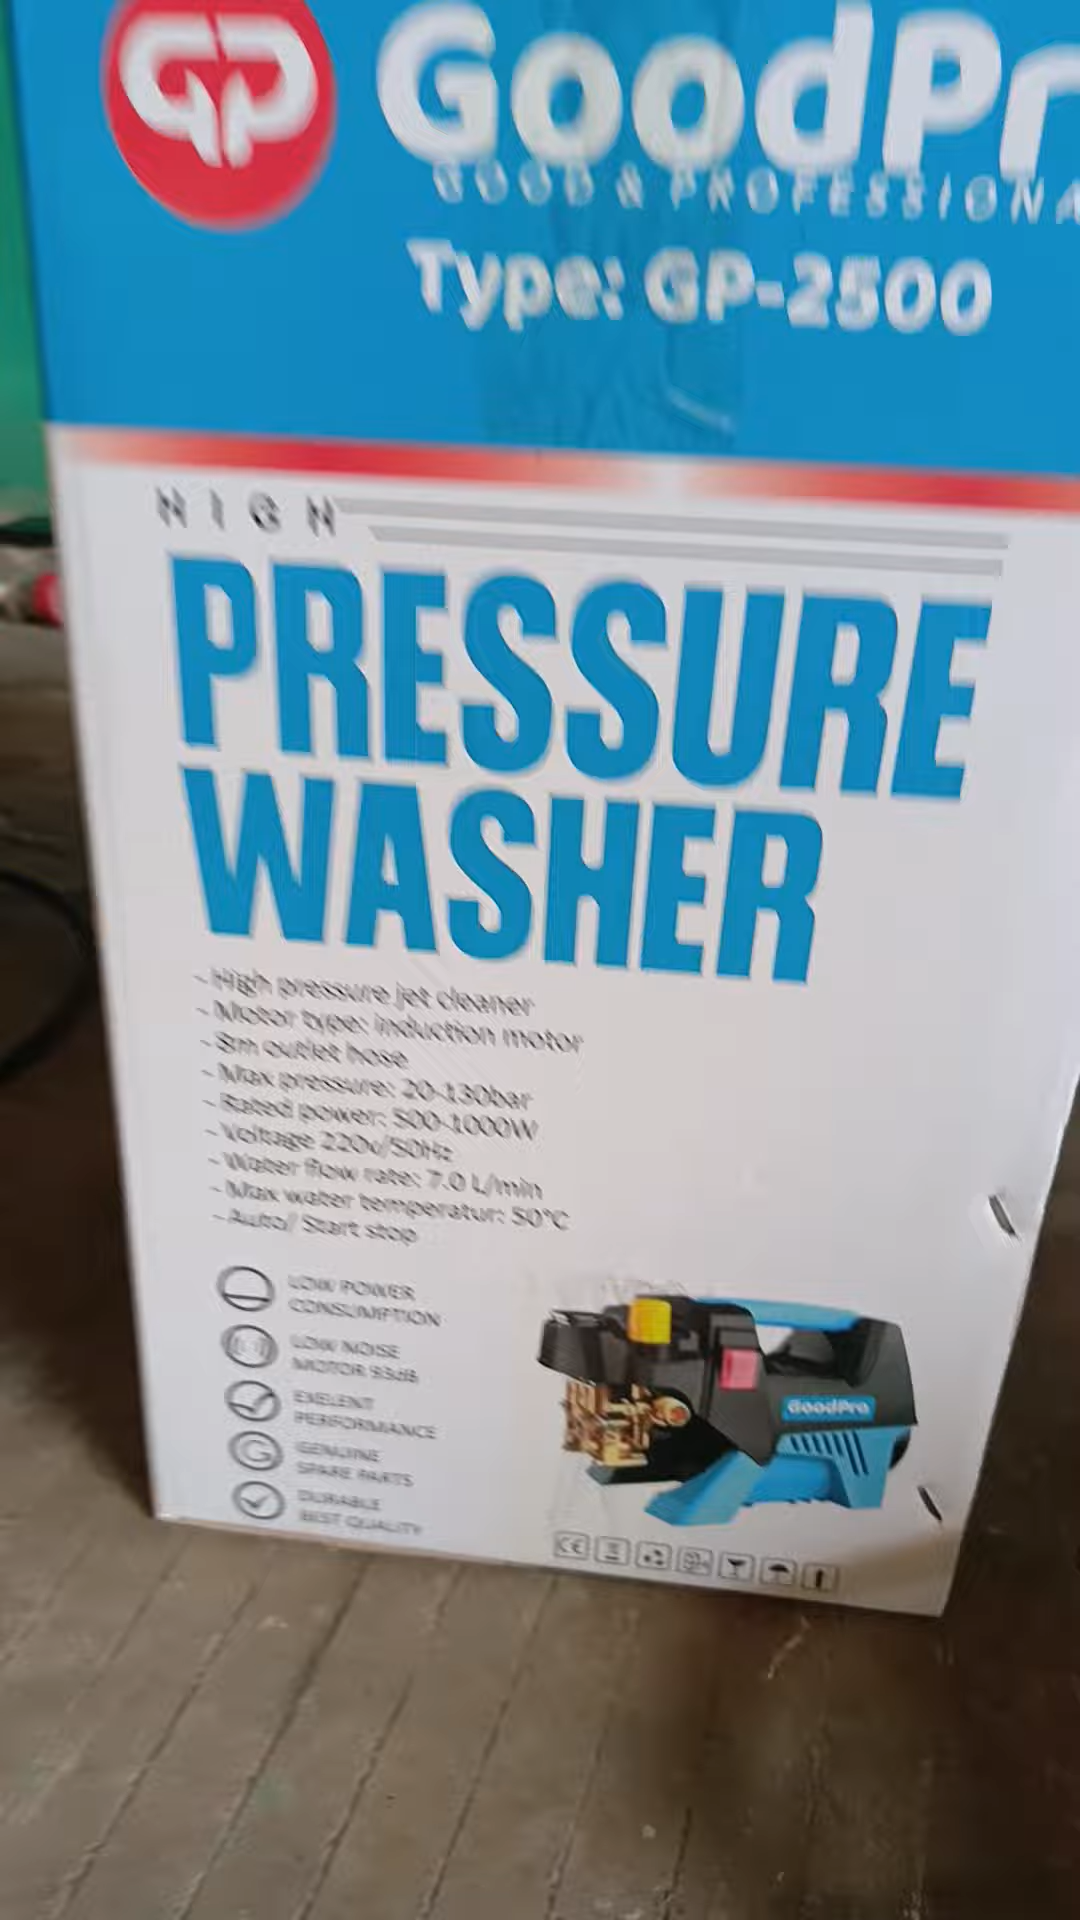 GP
GoodPr
GOOD & PROFESSIONA
Type: GP-2500
HIGH
PRESSURE
WASHER
- High pressure jet cleaner
- Motor type: induction motor
- 8m outlet hose
- Max pressure: 20-130bar
- Rated power: 500-1000W
- Voltage 220v/50Hz
- Water flow rate: 7.0 L/min
- Max water temperatur: 50°C
- Auto/ Start stop
LOW POWER
CONSUMPTION
LOW NOISE
MOTOR 93dB
EXELENT
PERFORMANCE
GENUINE
SPARE PARTS
DURABLE
BEST QUALITY
GoodPro
CE